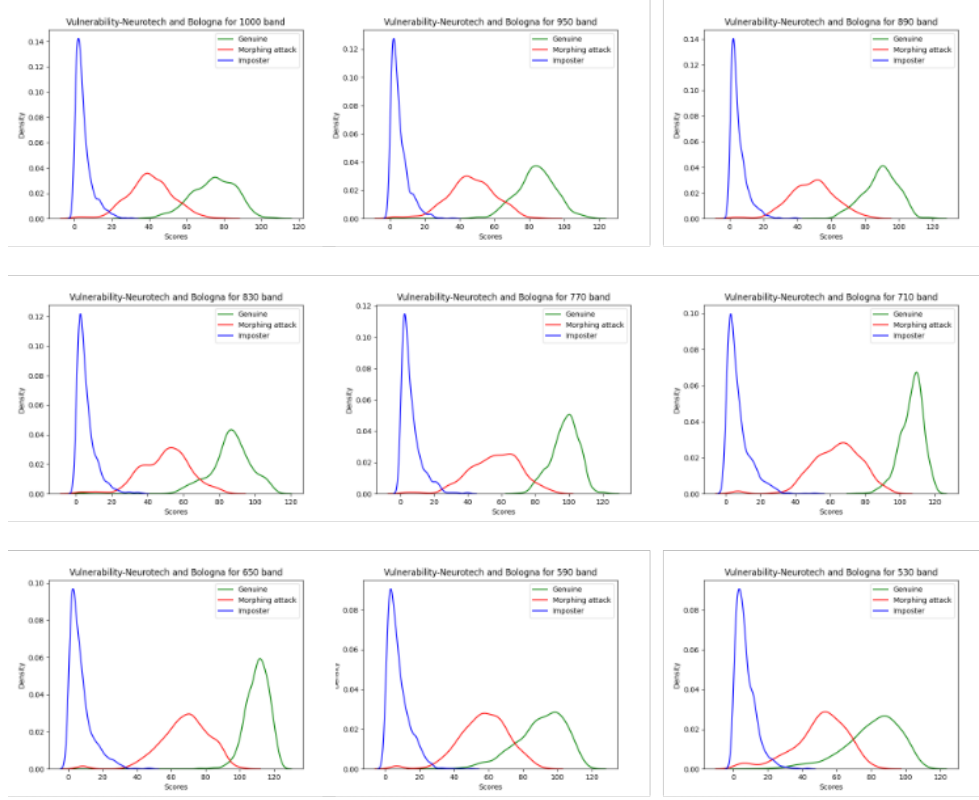 Vulnerability-Neurotech and Bologna for 1000 band
Genuine
Morphing attack
Imposter
0.14
0.12
0.10
0.08
0.06
0.04
0.02
0.00
Density
0 20 40 60 80 100 120
Scores
Vulnerability-Neurotech and Bologna for 950 band
Genuine
Morphing attack
Imposter
0.12
0.10
0.08
0.06
0.04
0.02
0.00
Density
0 20 40 60 80 100 120
Scores
Vulnerability-Neurotech and Bologna for 890 band
Genuine
Morphing attack
Imposter
0.14
0.12
0.10
0.08
0.06
0.04
0.02
0.00
Density
0 20 40 60 80 100 120
Scores
Vulnerability-Neurotech and Bologna for 830 band
Genuine
Morphing attack
Imposter
0.12
0.10
0.08
0.06
0.04
0.02
0.00
Density
0 20 40 60 80 100 120
Scores
Vulnerability-Neurotech and Bologna for 770 band
Genuine
Morphing attack
Imposter
0.12
0.10
0.08
0.06
0.04
0.02
0.00
Density
0 20 40 60 80 100 120
Scores
Vulnerability-Neurotech and Bologna for 710 band
Genuine
Morphing attack
Imposter
0.10
0.08
0.06
0.04
0.02
0.00
Density
0 20 40 60 80 100 120
Scores
Vulnerability-Neurotech and Bologna for 650 band
Genuine
Morphing attack
Imposter
0.10
0.08
0.06
0.04
0.02
0.00
Density
0 20 40 60 80 100 120
Scores
Vulnerability-Neurotech and Bologna for 590 band
Genuine
Morphing attack
Imposter
0.08
0.06
0.04
0.02
0.00
0 20 40 60 80 100 120
Scores
Vulnerability-Neurotech and Bologna for 530 band
Genuine
Morphing attack
Imposter
0.08
0.06
0.04
0.02
0.00
Density
0 20 40 60 80 100 120
Scores